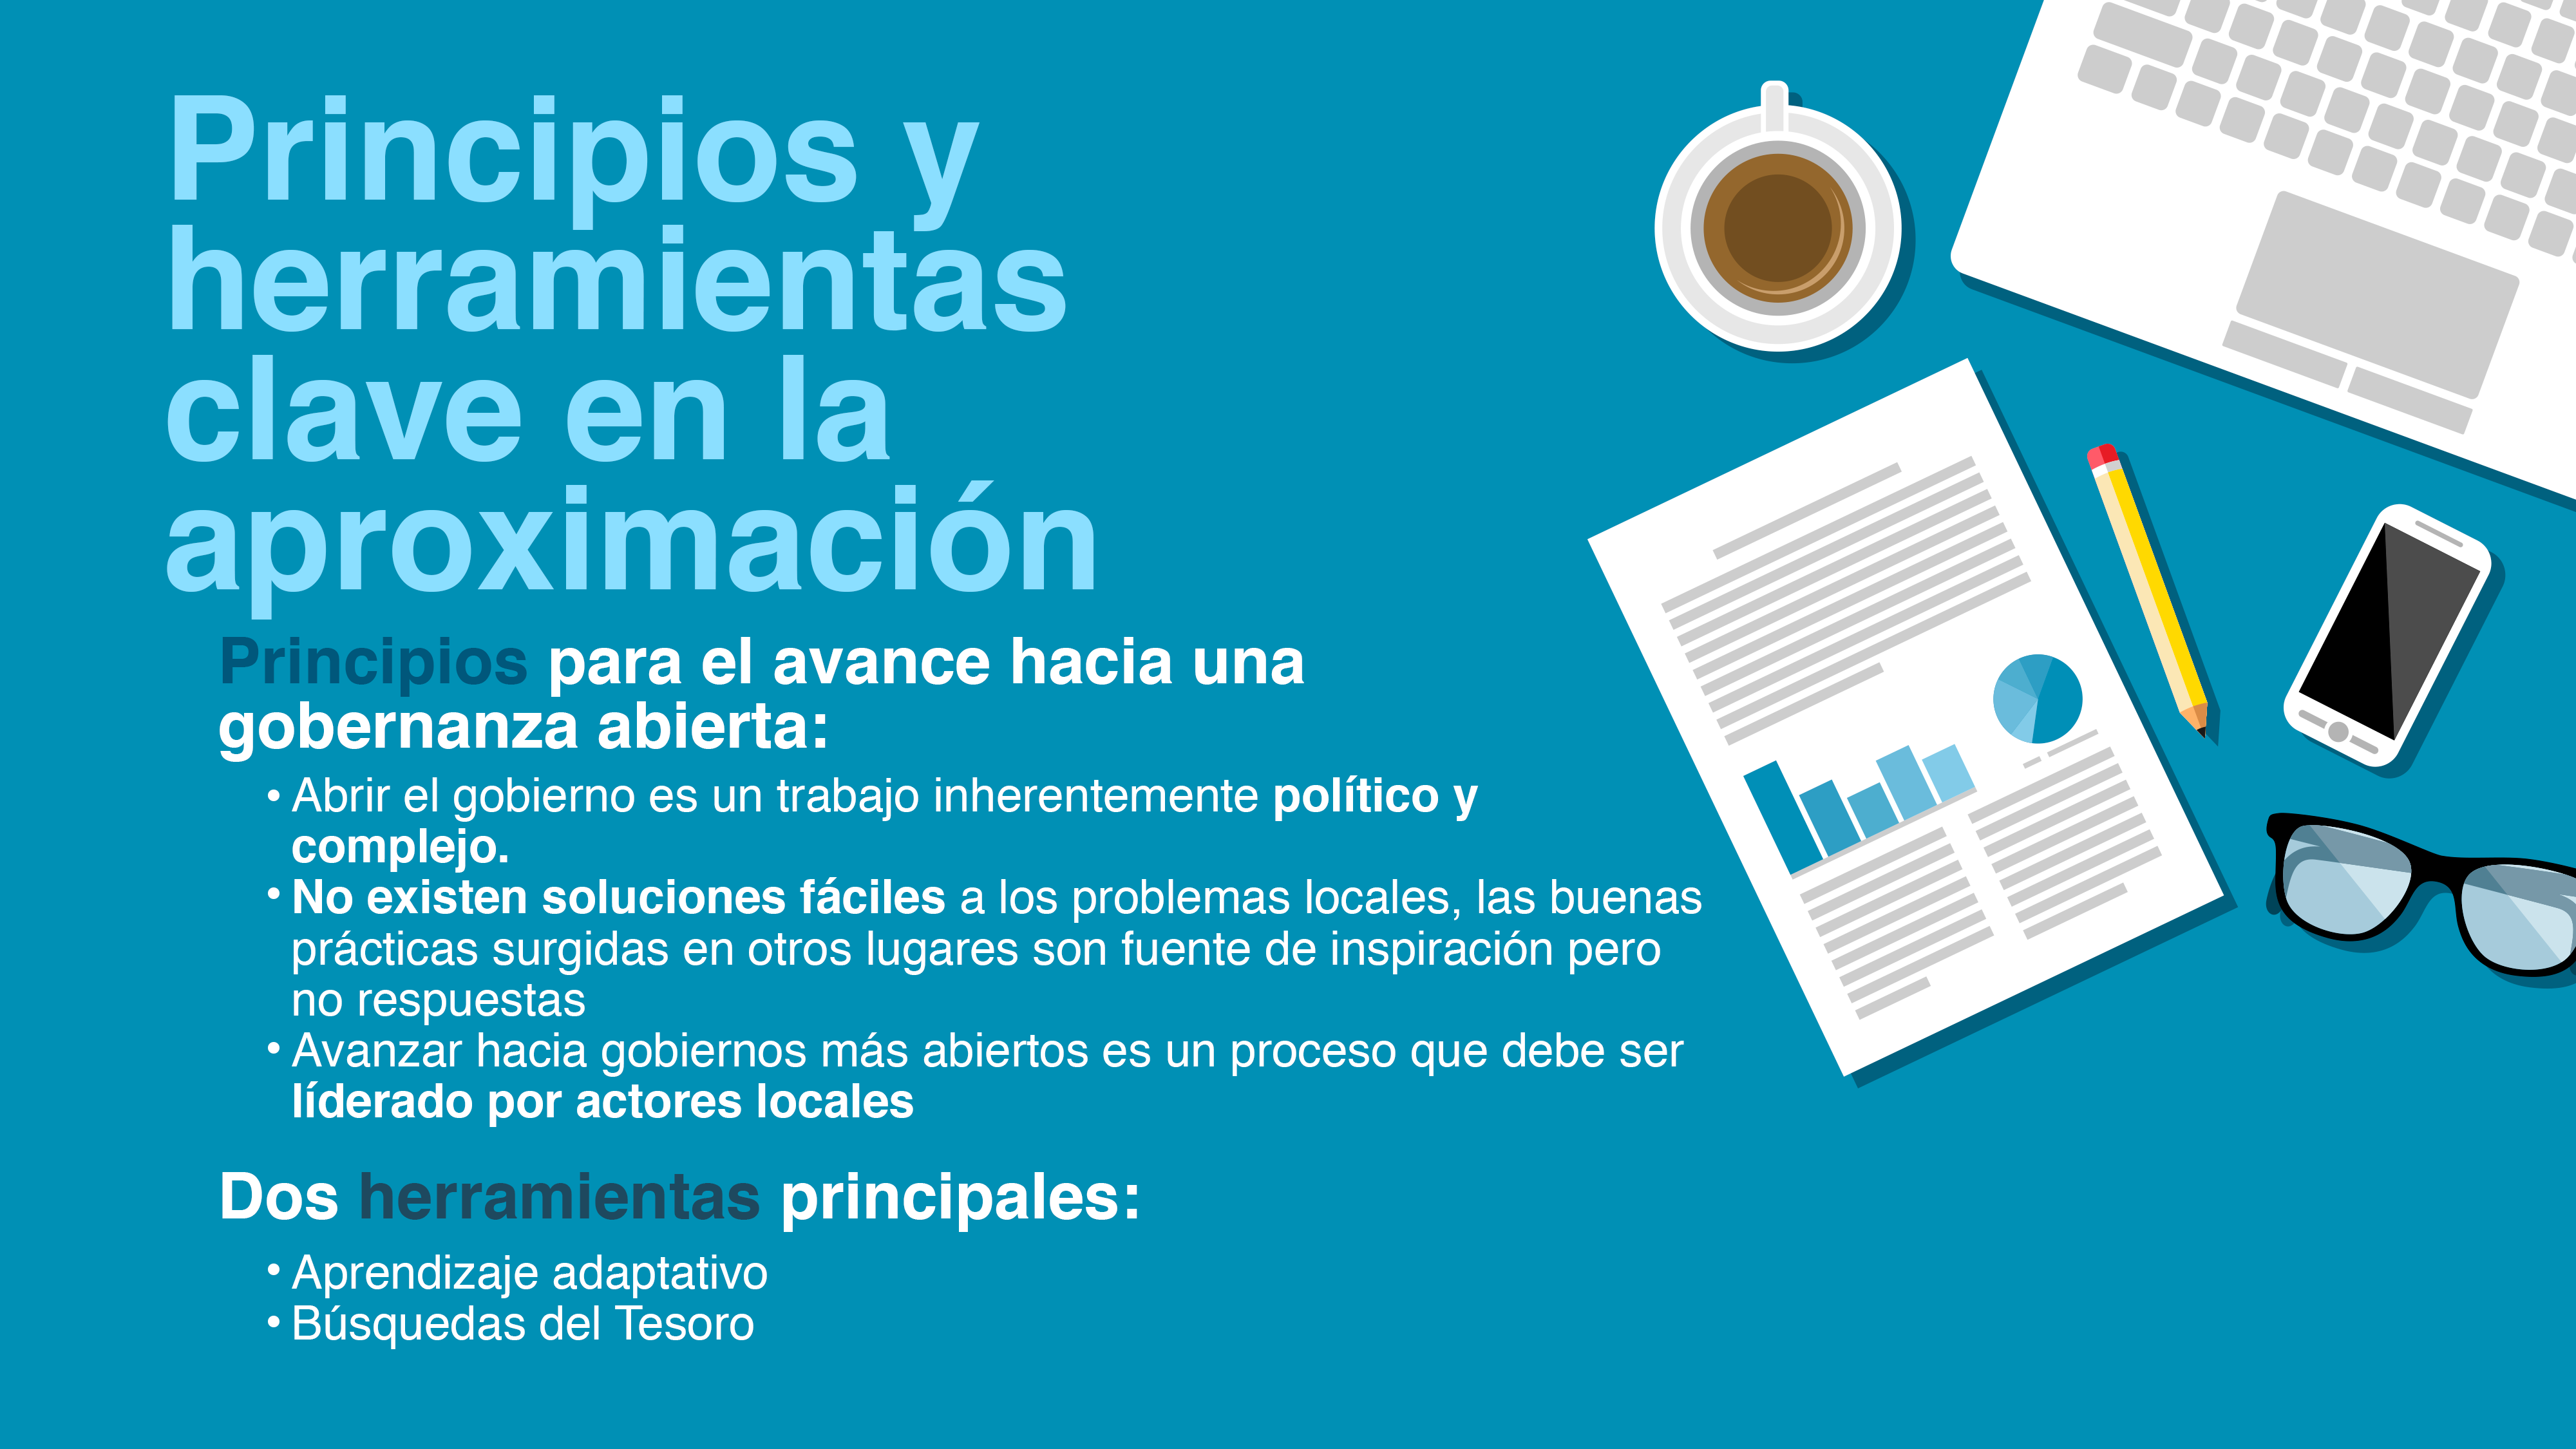 Principios y
herramientas
clave en la
aproximación
Principios para el avance hacia una
gobernanza abierta:
• Abrir el gobierno es un trabajo inherentemente político y
complejo.
• No existen soluciones fáciles a los problemas locales, las buenas
prácticas surgidas en otros lugares son fuente de inspiración pero
no respuestas
• Avanzar hacia gobiernos más abiertos es un proceso que debe ser
líderado por actores locales
Dos herramientas principales:
• Aprendizaje adaptativo
• Búsquedas del Tesoro